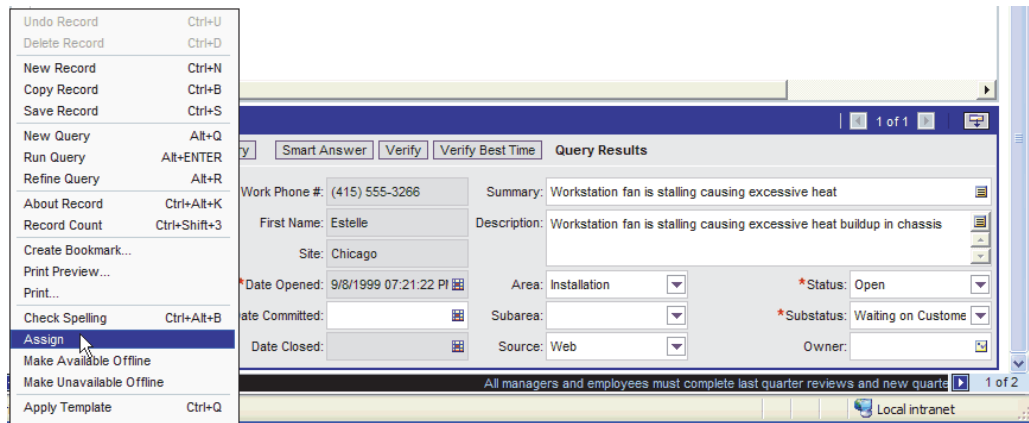 Undo Record Ctrl+U
Delete Record Ctrl+D
New Record Ctrl+N
Copy Record Ctrl+B
Save Record Ctrl+S
New Query Alt+Q
Run Query Alt+ENTER
Refine Query Alt+R
About Record Ctrl+Alt+K
Record Count Ctrl+Shift+3
Create Bookmark...
Print Preview...
Print...
Check Spelling Ctrl+Alt+B
Assign
Make Available Offline
Make Unavailable Offline
Apply Template Ctrl+Q
1 of 1
Smart Answer Verify Verify Best Time Query Results
Work Phone #: (415) 555-3266 Summary: Workstation fan is stalling causing excessive heat
First Name: Estelle Description: Workstation fan is stalling causing excessive heat buildup in chassis
Site: Chicago
*Date Opened: 9/8/1999 07:21:22 PM Area: Installation *Status: Open
ate Committed: Subarea: *Substatus: Waiting on Custome
Date Closed: Source: Web Owner:
All managers and employees must complete last quarter reviews and new quarte 1 of 2
Local intranet